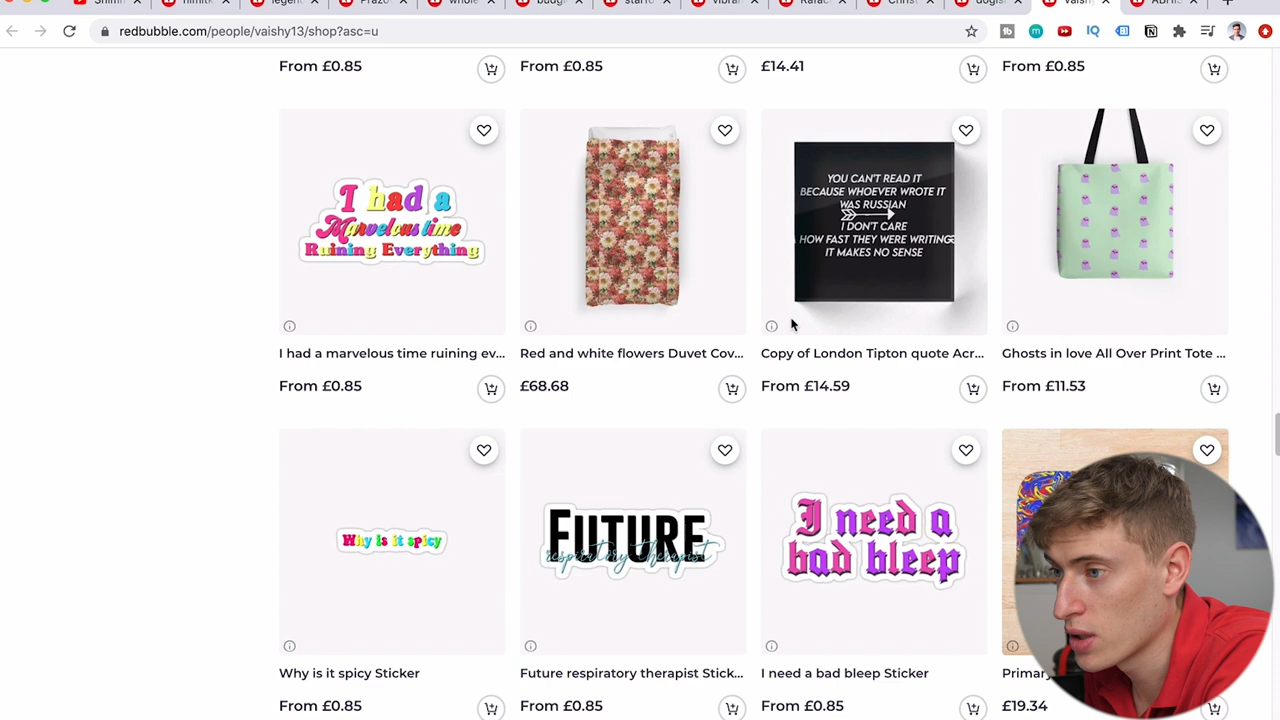 redbubble.com/people/vaishy13/shop?asc=u
From £0.85
From £0.85
£14.41
From £0.85
I had a
Marvelous time
Ruining Everything
YOU CAN'T READ IT
BECAUSE WHOEVER WROTE IT
WAS RUSSIAN
I DON'T CARE
HOW FAST THEY WERE WRITING
IT MAKES NO SENSE
I had a marvelous time ruining ev...
Red and white flowers Duvet Cov...
Copy of London Tipton quote Acr...
Ghosts in love All Over Print Tote ...
From £0.85
£68.68
From £14.59
From £11.53
Why is it spicy
FUTURE
respiratory therapist
I need a
bad bleep
Why is it spicy Sticker
Future respiratory therapist Stick...
I need a bad bleep Sticker
Primary
From £0.85
From £0.85
From £0.85
£19.34